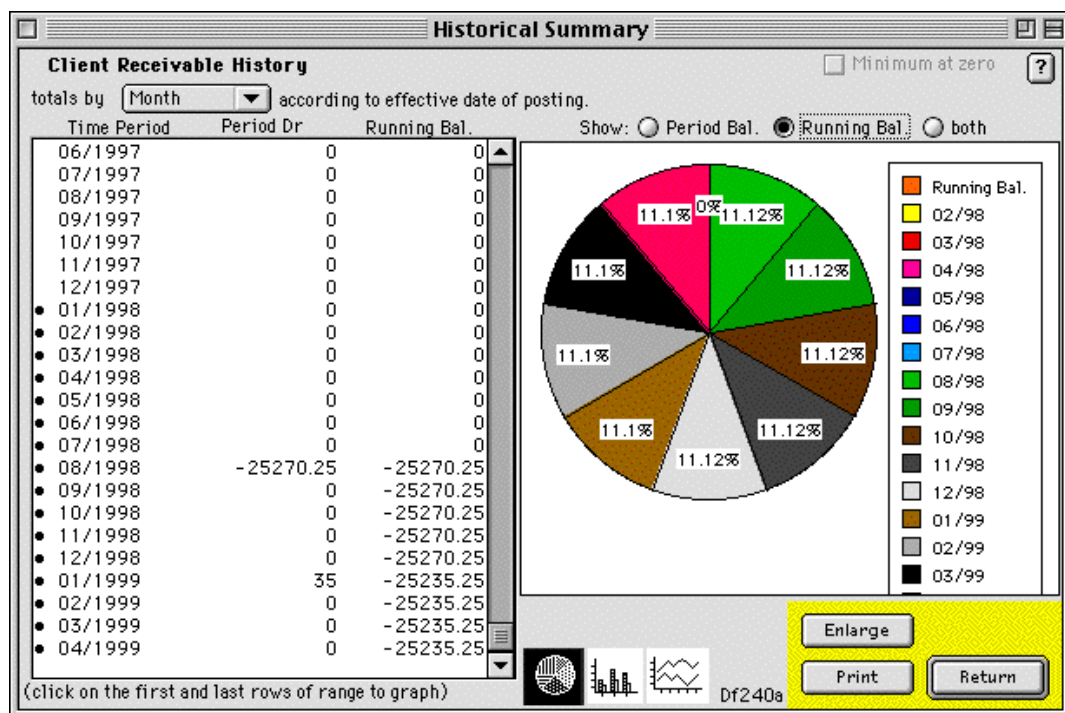 Historical Summary
Client Receivable History
Minimum at zero
?
totals by Month according to effective date of posting.
Time Period Period Dr Running Bal.
Show: Period Bal. Running Bal. both
06/1997 0 0
07/1997 0 0
08/1997 0 0
09/1997 0 0
10/1997 0 0
11/1997 0 0
12/1997 0 0
• 01/1998 0 0
• 02/1998 0 0
• 03/1998 0 0
• 04/1998 0 0
• 05/1998 0 0
• 06/1998 0 0
• 07/1998 0 0
• 08/1998 -25270.25 -25270.25
• 09/1998 0 -25270.25
• 10/1998 0 -25270.25
• 11/1998 0 -25270.25
• 12/1998 0 -25270.25
• 01/1999 35 -25235.25
• 02/1999 0 -25235.25
• 03/1999 0 -25235.25
• 04/1999 0 -25235.25
(click on the first and last rows of range to graph)
11.1% 0% 11.12%
11.1% 11.12%
11.1% 11.12%
11.1% 11.12%
11.12%
Running Bal.
02/98
03/98
04/98
05/98
06/98
07/98
08/98
09/98
10/98
11/98
12/98
01/99
02/99
03/99
Df240a
Enlarge
Print
Return